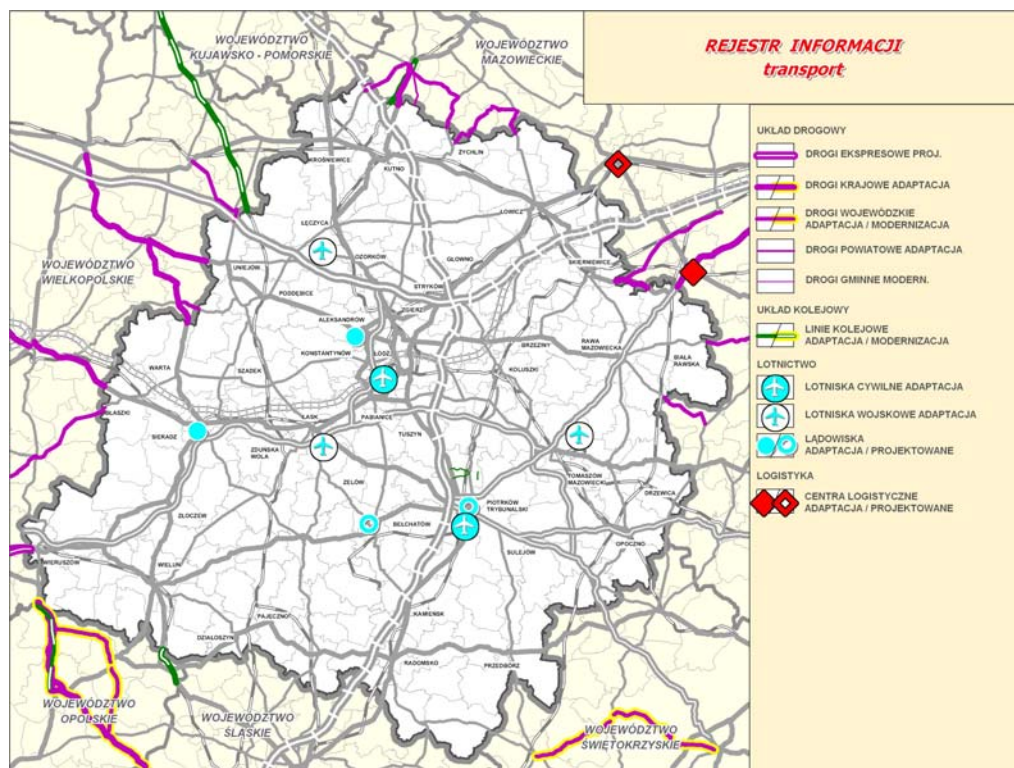 REJESTR INFORMACJI
transport
UKŁAD DROGOWY
DROGI EKSPRESOWE PROJ.
DROGI KRAJOWE ADAPTACJA
DROGI WOJEWÓDZKIE
ADAPTACJA / MODERNIZACJA
DROGI POWIATOWE ADAPTACJA
DROGI GMINNE MODERN.
UKŁAD KOLEJOWY
LINIE KOLEJOWE
ADAPTACJA / MODERNIZACJA
LOTNICTWO
LOTNISKA CYWILNE ADAPTACJA
LOTNISKA WOJSKOWE ADAPTACJA
LĄDOWISKA
ADAPTACJA / PROJEKTOWANE
LOGISTYKA
CENTRA LOGISTYCZNE
ADAPTACJA / PROJEKTOWANE
WOJEWÓDZTWO
KUJAWSKO - POMORSKIE
WOJEWÓDZTWO
MAZOWIECKIE
KROŚNIEWICE
ŻYCHLIN
KUTNO
ŁĘCZYCA
ŁOWICZ
OZORKÓW
GŁOWNO
SKIERNIEWICE
WOJEWÓDZTWO
WIELKOPOLSKIE
UNIEJÓW
STRYKÓW
PODDĘBICE
ZGIERZ
ALEKSANDRÓW
BRZEZINY
RAWA
MAZOWIECKA
KONSTANTYNÓW
ŁÓDŹ
BIAŁA
RAWSKA
WARTA
SZADEK
KOLUSZKI
BŁASZKI
ŁASK
PABIANICE
SIERADZ
TUSZYN
ZDUŃSKA
WOLA
ZELÓW
TOMASZÓW
MAZOWIECKI
DRZEWICA
ZŁOCZEW
PIOTRKÓW
TRYBUNALSKI
BEŁCHATÓW
OPOCZNO
SULEJÓW
WIERUSZÓW
WIELUŃ
KAMIEŃSK
PAJĘCZNO
DZIAŁOSZYN
RADOMSKO
PRZEDBÓRZ
WOJEWÓDZTWO
OPOLSKIE
WOJEWÓDZTWO
ŚLĄSKIE
WOJEWÓDZTWO
ŚWIĘTOKRZYSKIE